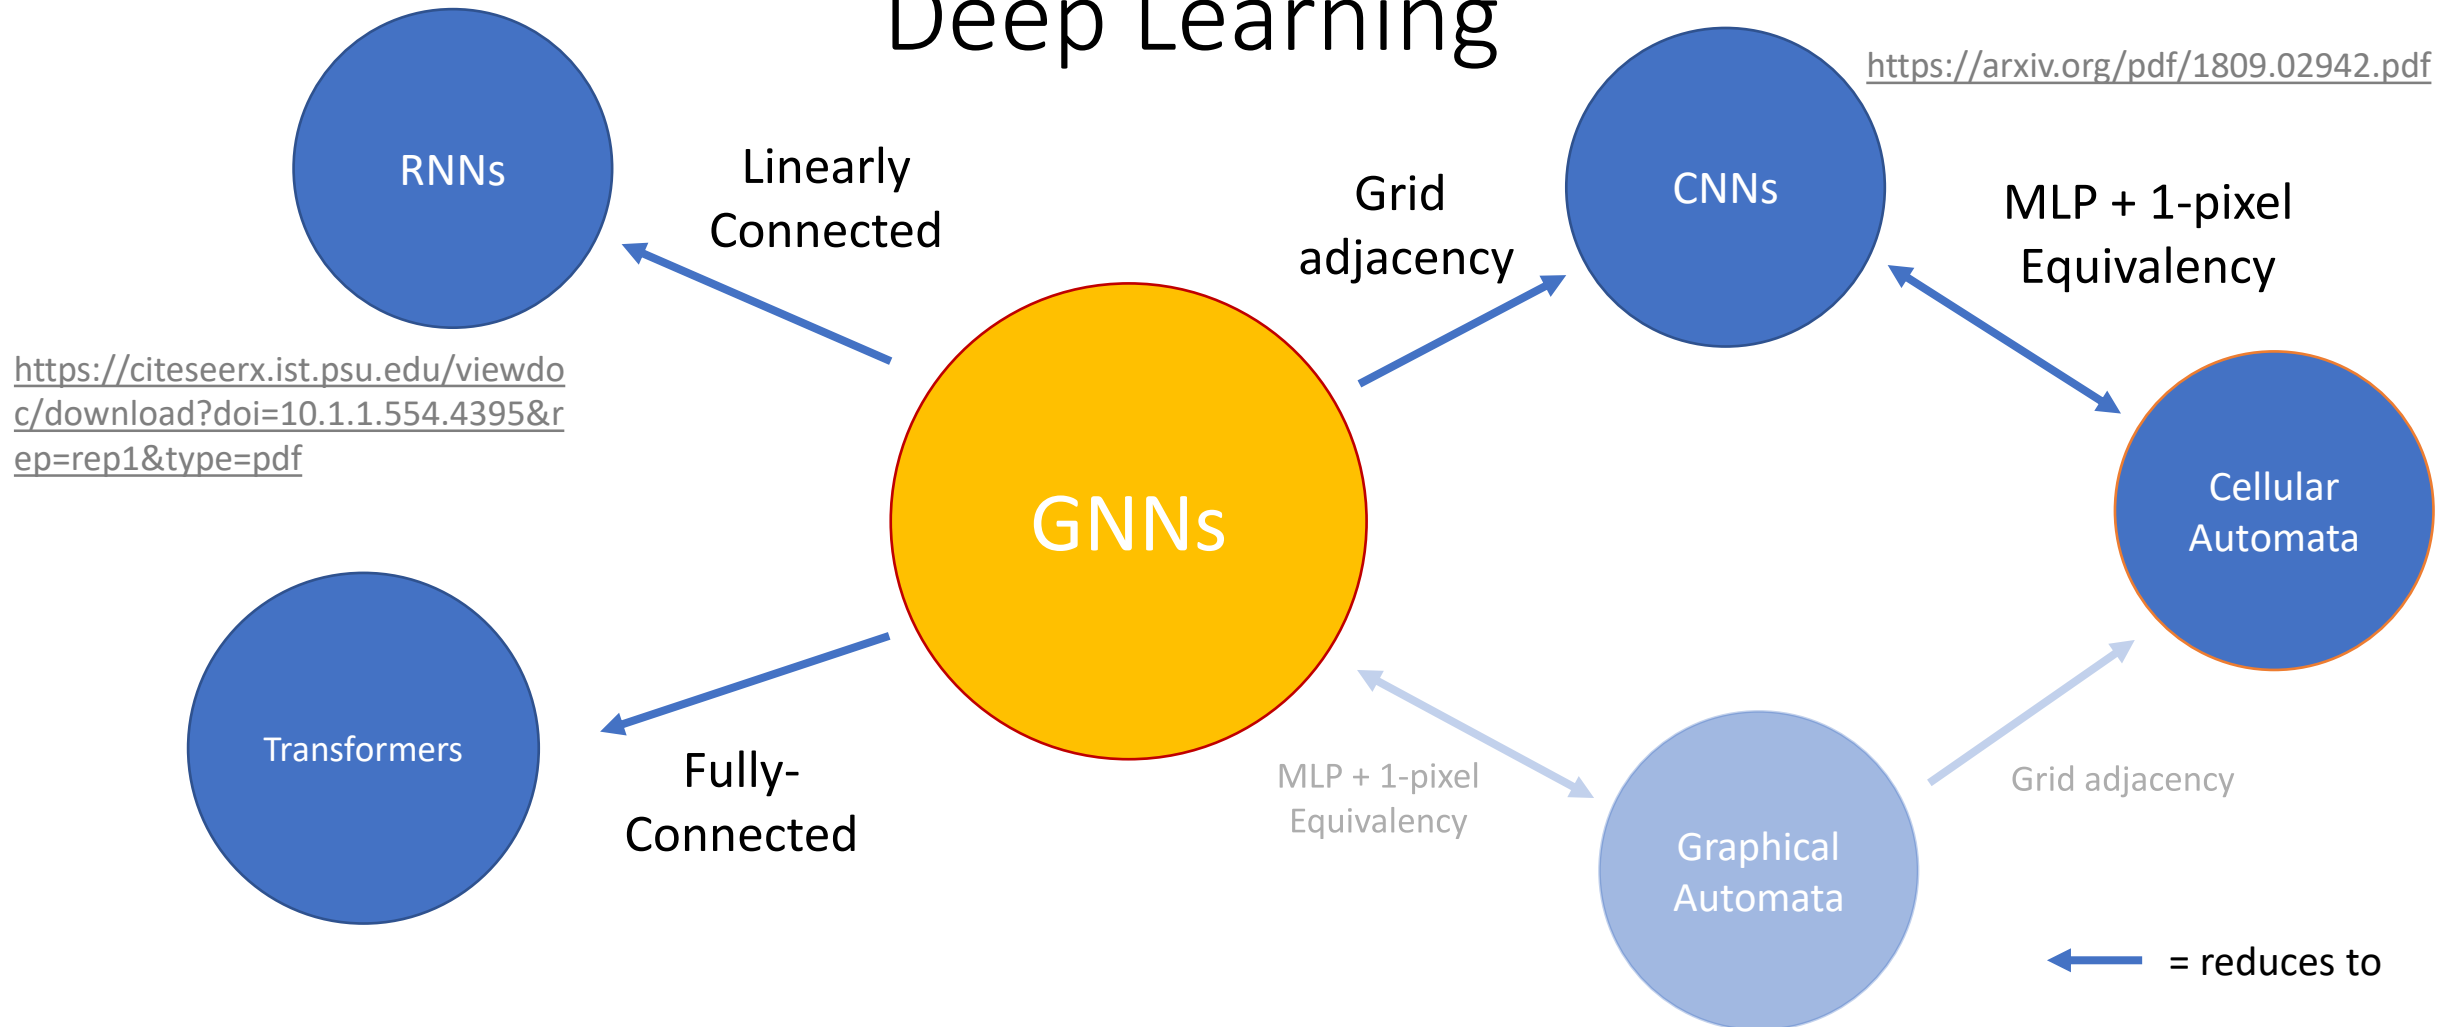 Deep Learning
https://arxiv.org/pdf/1809.02942.pdf
RNNs
Linearly
Connected
Grid
adjacency
CNNs
MLP + 1-pixel
Equivalency
https://citeseerx.ist.psu.edu/viewdo
c/download?doi=10.1.1.554.4395&r
ep=rep1&type=pdf
GNNs
Cellular
Automata
Transformers
Fully-
Connected
MLP + 1-pixel
Equivalency
Grid adjacency
Graphical
Automata
= reduces to